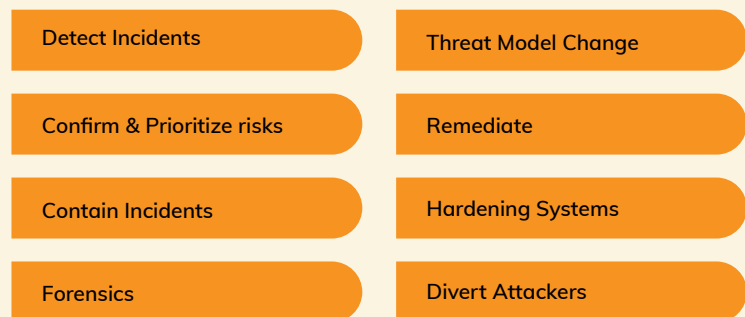 Detect Incidents
Confirm & Prioritize risks
Contain Incidents
Forensics
Threat Model Change
Remediate
Hardening Systems
Divert Attackers